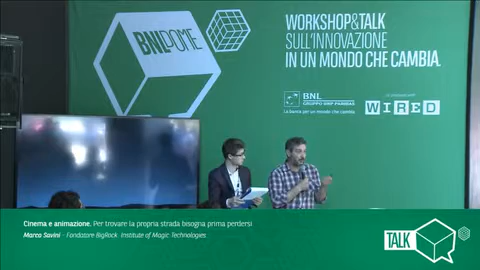 BNLDOME
WORKSHOP&TALK
SULL'INNOVAZIONE
IN UN MONDO CHE CAMBIA.
BNL
GRUPPO BNP PARIBAS
La banca per un mondo che cambia
WIRED
Cinema e animazione. Per trovare la propria strada bisogna prima perdersi
Marco Savini - Fondatore BigRock Institute of Magic Technologies
TALK